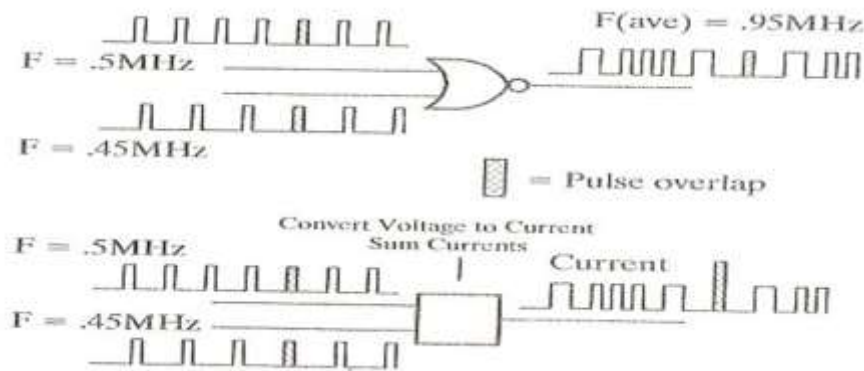 F(ave) = .95MHz
F = .5MHz
F = .45MHz
= Pulse overlap
Convert Voltage to Current
Sum Currents
F = .5MHz
Current
F = .45MHz